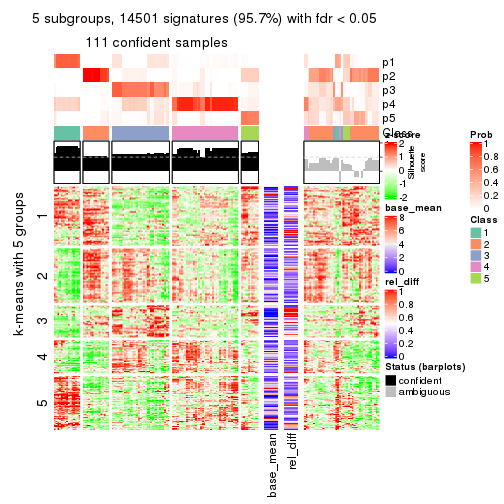 5 subgroups, 14501 signatures (95.7%) with fdr < 0.05
111 confident samples
p1
p2
p3
p4
p5
Class
z-score
2
1
0
-1
-2
Silhouette
score
Prob
1
0.8
0.6
0.4
0.2
0
base_mean
8
6
4
2
0
Class
1
2
3
4
5
rel_diff
1
0.8
0.6
0.4
0.2
0
Status (barplots)
confident
ambiguous
k-means with 5 groups
1
2
3
4
5
base_mean
rel_diff